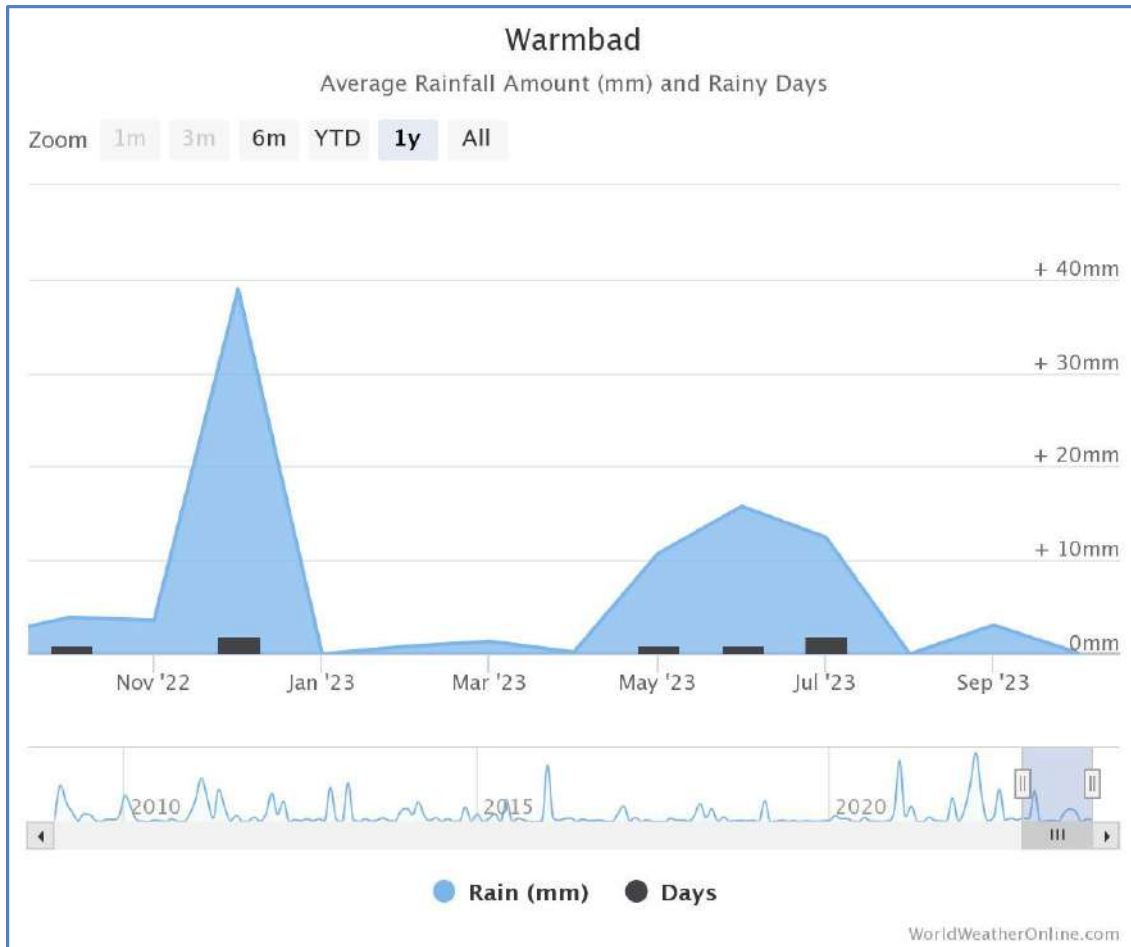 Warmbad
Average Rainfall Amount (mm) and Rainy Days
Zoom 1m 3m 6m YTD 1y All
+ 40mm
+ 30mm
+ 20mm
+ 10mm
0mm
Nov '22 Jan '23 Mar '23 May '23 Jul '23 Sep '23
2010 2015 2020
Rain (mm) Days
WorldWeatherOnline.com